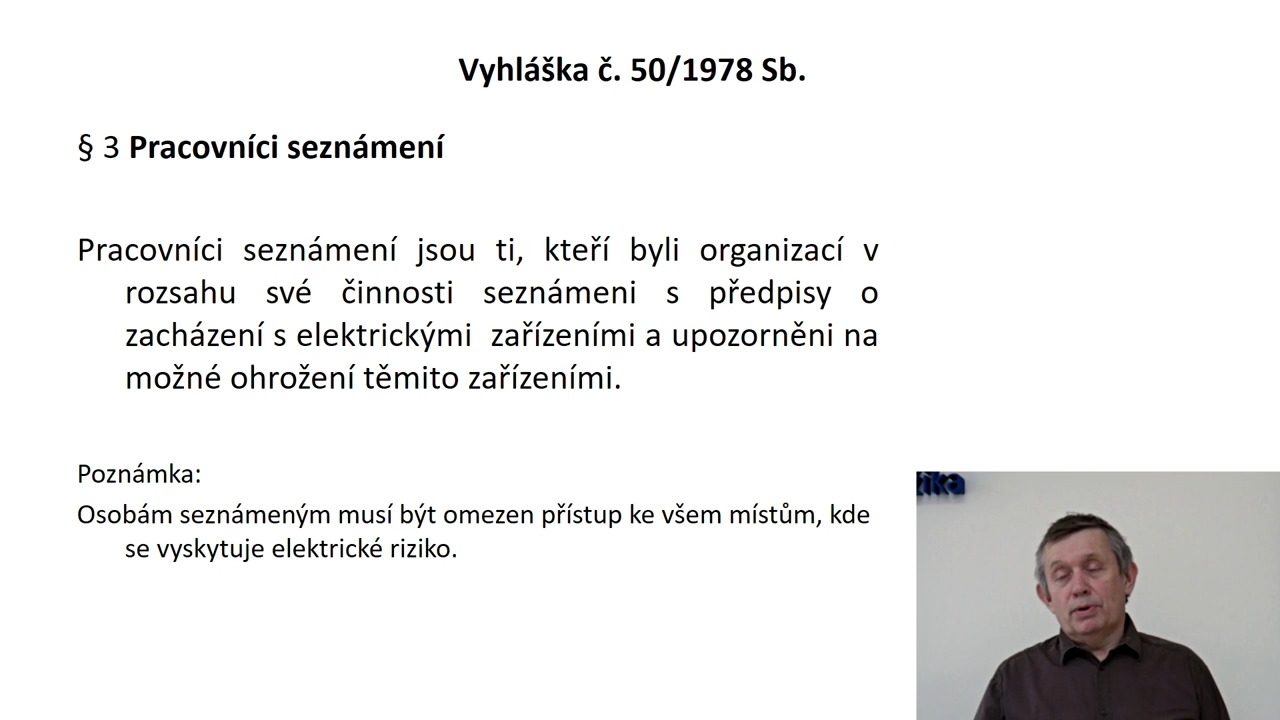 Vyhláška č. 50/1978 Sb.
§ 3 Pracovníci seznámení
Pracovníci seznámení jsou ti, kteří byli organizací v
rozsahu své činnosti seznámeni s předpisy o
zacházení s elektrickými zařízeními a upozorněni na
možné ohrožení těmito zařízeními.
Poznámka:
Osobám seznámeným musí být omezen přístup ke všem místům, kde
se vyskytuje elektrické riziko.